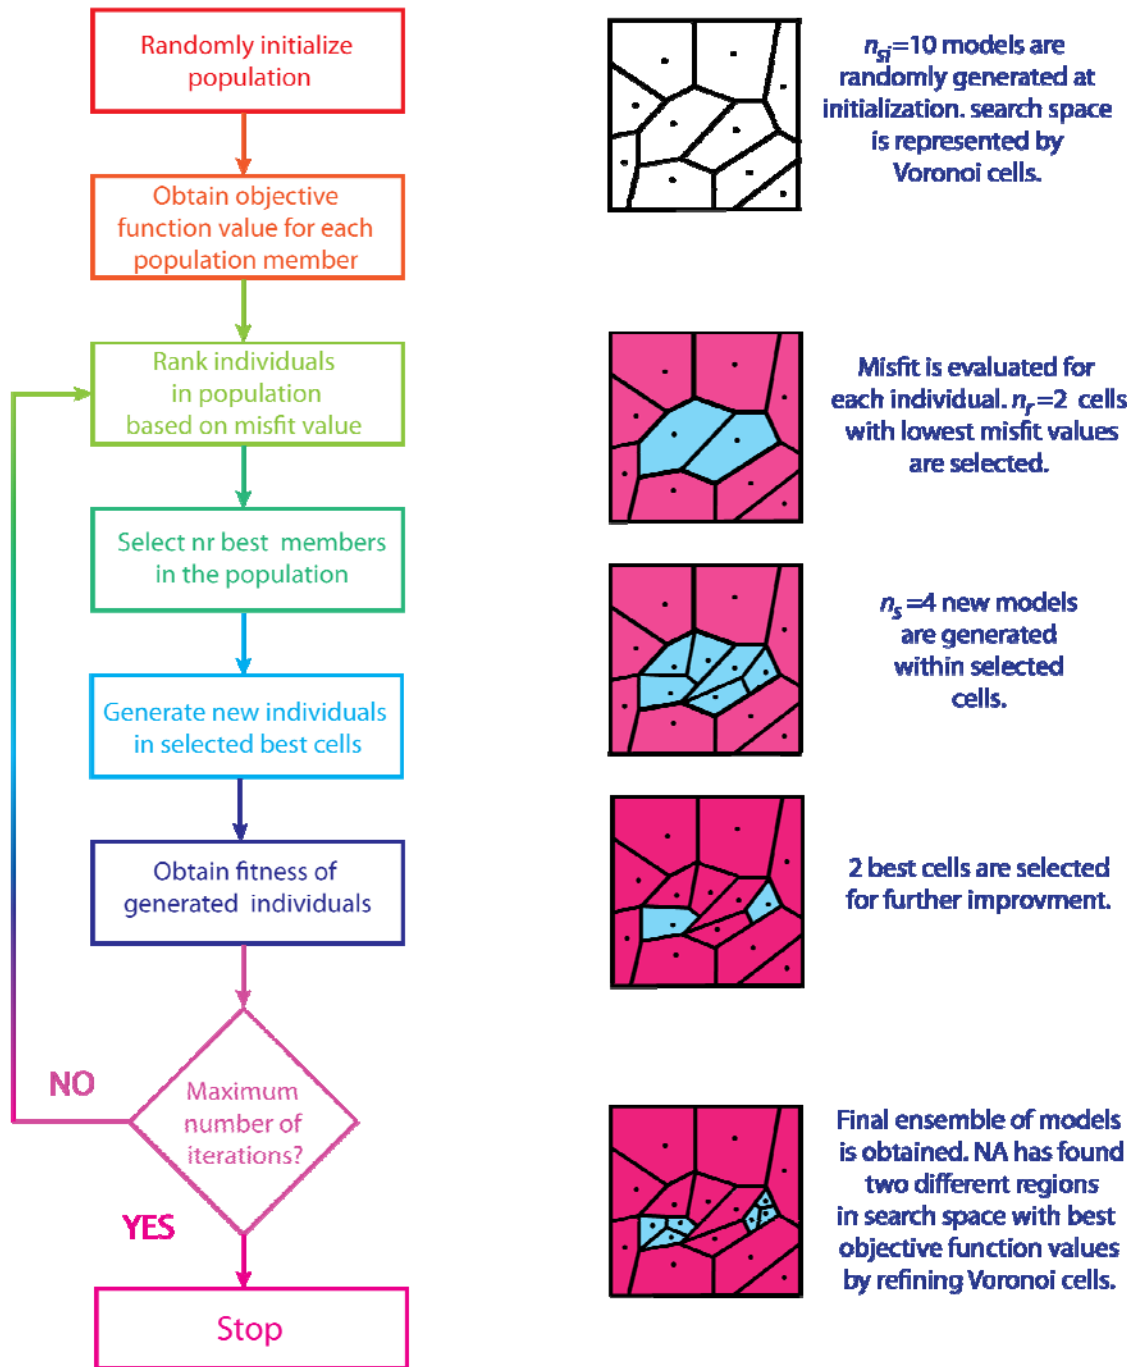 Randomly initialize
population
Obtain objective
function value for each
population member
Rank individuals
in population
based on misfit value
Select nr best members
in the population
Generate new individuals
in selected best cells
Obtain fitness of
generated individuals
NO
Maximum
number of
iterations?
YES
Stop
nsi=10 models are
randomly generated at
initialization. search space
is represented by
Voronoi cells.
Misfit is evaluated for
each individual. nr=2 cells
with lowest misfit values
are selected.
ns=4 new models
are generated
within selected
cells.
2 best cells are selected
for further improvment.
Final ensemble of models
is obtained. NA has found
two different regions
in search space with best
objective function values
by refining Voronoi cells.